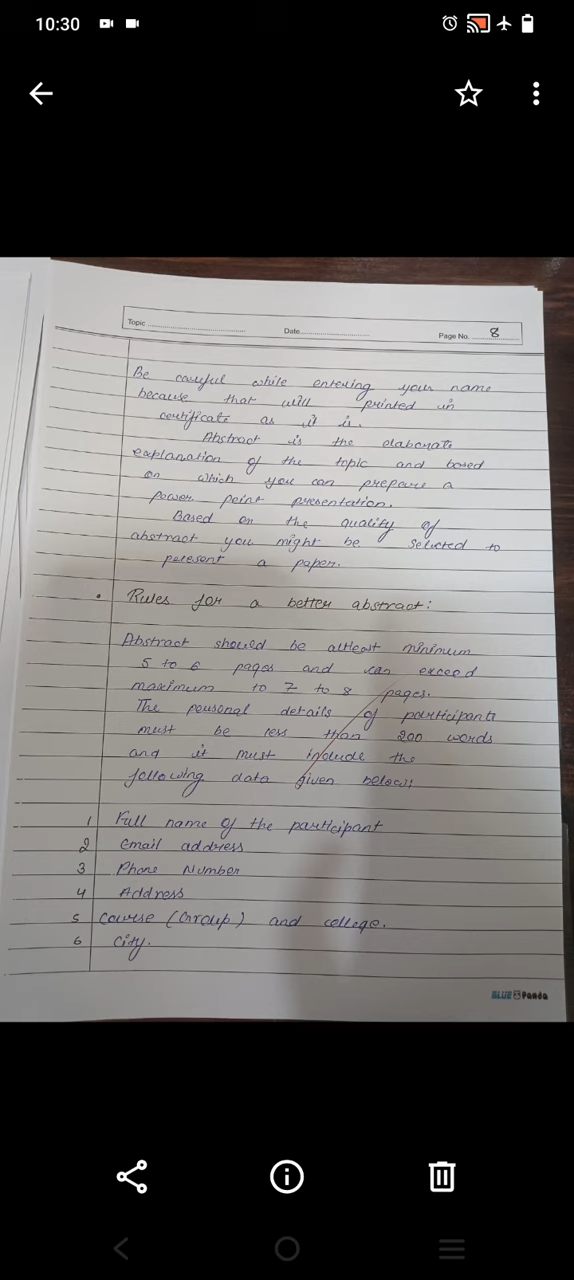 10:30
Topic
Date
Page No. 8
Be careful while entering your name
because that will printed in
certificate as it is.
Abstract is the elaborate
explanation of the topic and based
on which you can prepare a
power point presentation.
Based on the quality of
abstract you might be selected to
peresent a paper.
• Rules for a better abstract:
Abstract should be atleast minimum
5 to 6 pages and can exceed
maximum to 7 to 8 pages.
The personal details of participants
must be less than 200 words
and it must include the
following data given below:
1 Full name of the participant
2 Email address
3 Phone Number
4 Address
5 Course (Group) and college.
6 City.
BLUE Panda